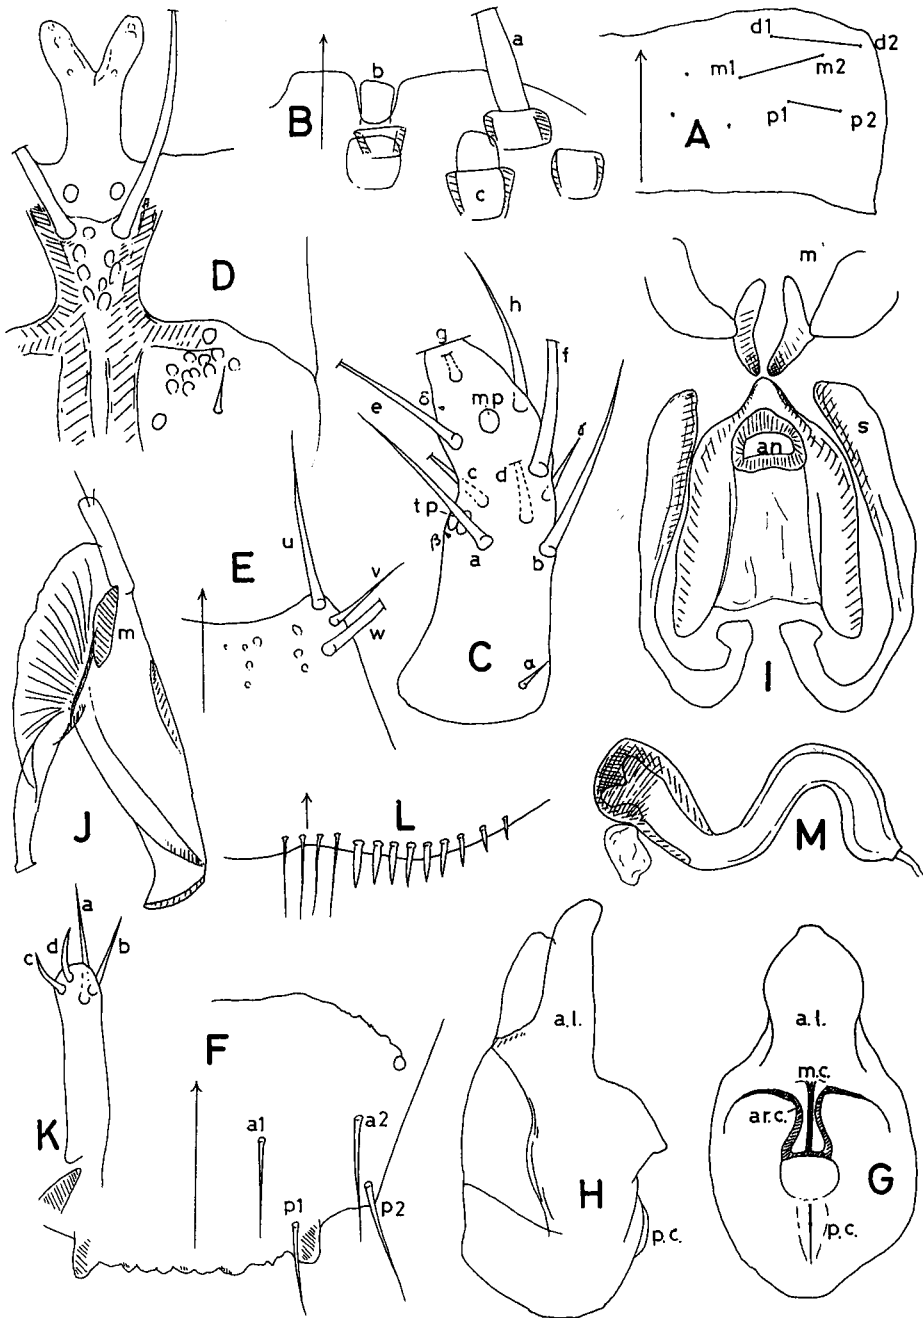 B
b
a
c
A
d1
d2
m1
m2
p1
p2
D
C
g
h
f
e
δ
mp
c
d
ɣ
tp
β
a
b
α
I
m
an
s
E
u
v
w
J
m
L
M
K
a
b
c
d
F
a1
a2
p1
p2
H
a.l.
p.c.
G
a.l.
m.c.
ar.c.
p.c.